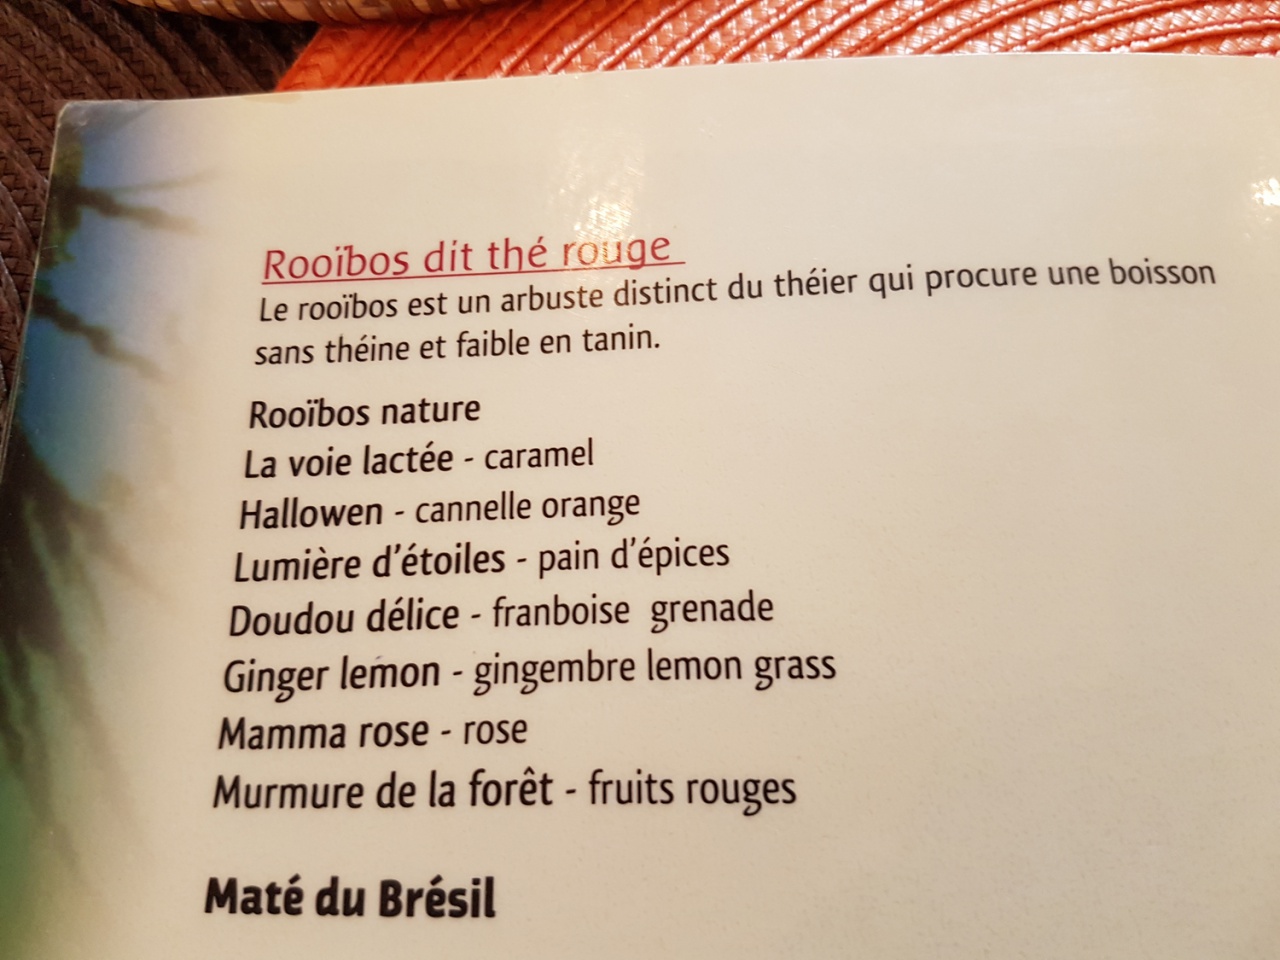 Rooïbos dit thé rouge
Le rooïbos est un arbuste distinct du théier qui procure une boisson
sans théine et faible en tanin.
Rooïbos nature
La voie lactée - caramel
Hallowen - cannelle orange
Lumière d'étoiles - pain d'épices
Doudou délice - franboise grenade
Ginger lemon - gingembre lemon grass
Mamma rose - rose
Murmure de la forêt - fruits rouges
Maté du Brésil